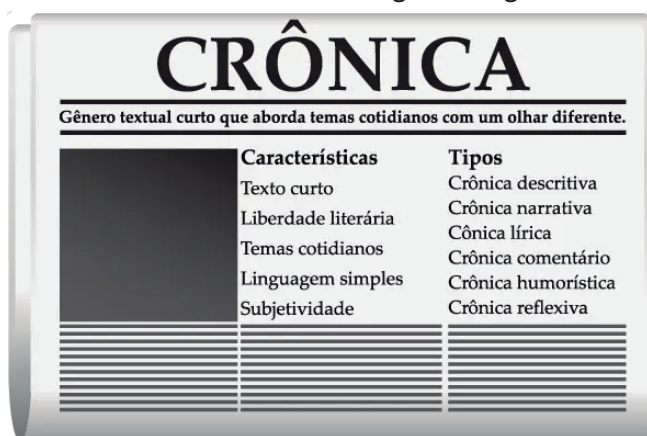 CRÔNICA
Gênero textual curto que aborda temas cotidianos com um olhar diferente.
Características
Texto curto
Liberdade literária
Temas cotidianos
Linguagem simples
Subjetividade
Tipos
Crônica descritiva
Crônica narrativa
Cônica lírica
Crônica comentário
Crônica humorística
Crônica reflexiva